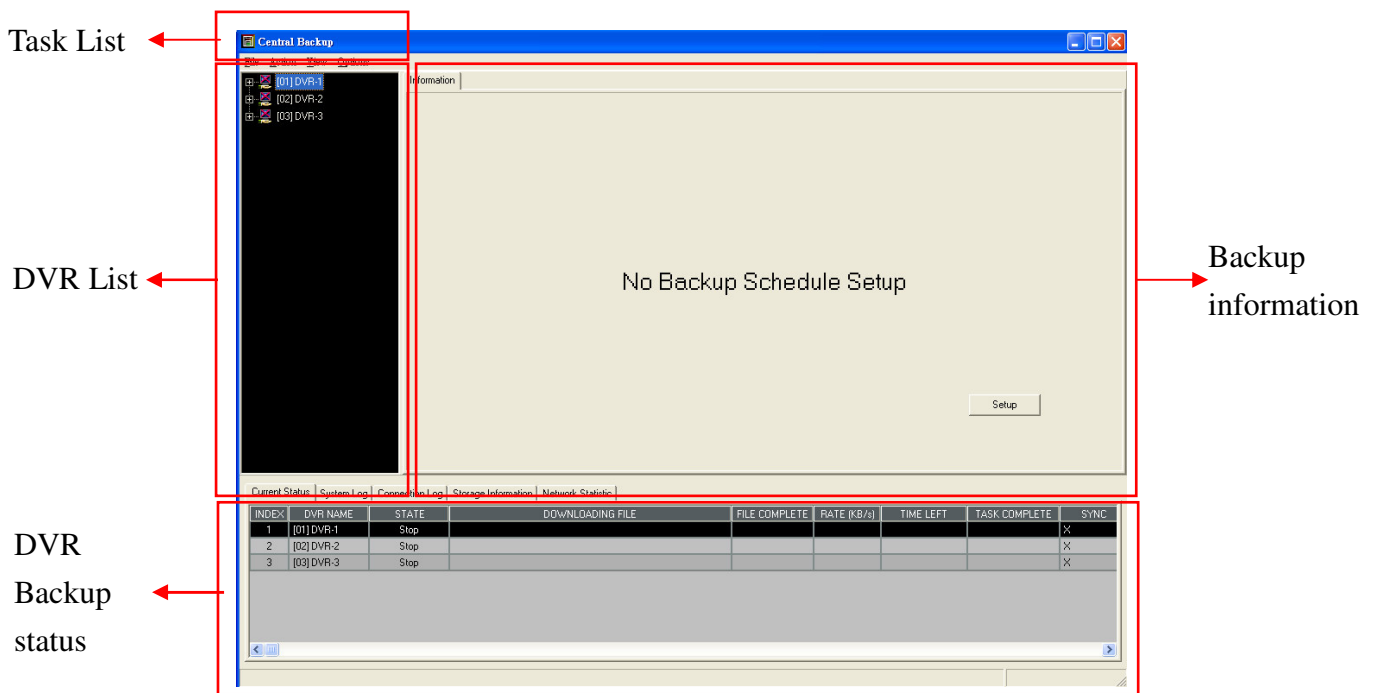 Task List
Central Backup
[01] DVR-1
[02] DVR-2
[03] DVR-3
Information
DVR List
No Backup Schedule Setup
Setup
Backup
information
Current Status System Log Connection Log Storage Information Network Statistic
INDEX DVR NAME STATE DOWNLOADING FILE FILE COMPLETE RATE (KB/s) TIME LEFT TASK COMPLETE SYNC
1 [01] DVR-1 Stop X
2 [02] DVR-2 Stop X
3 [03] DVR-3 Stop X
DVR
Backup
status